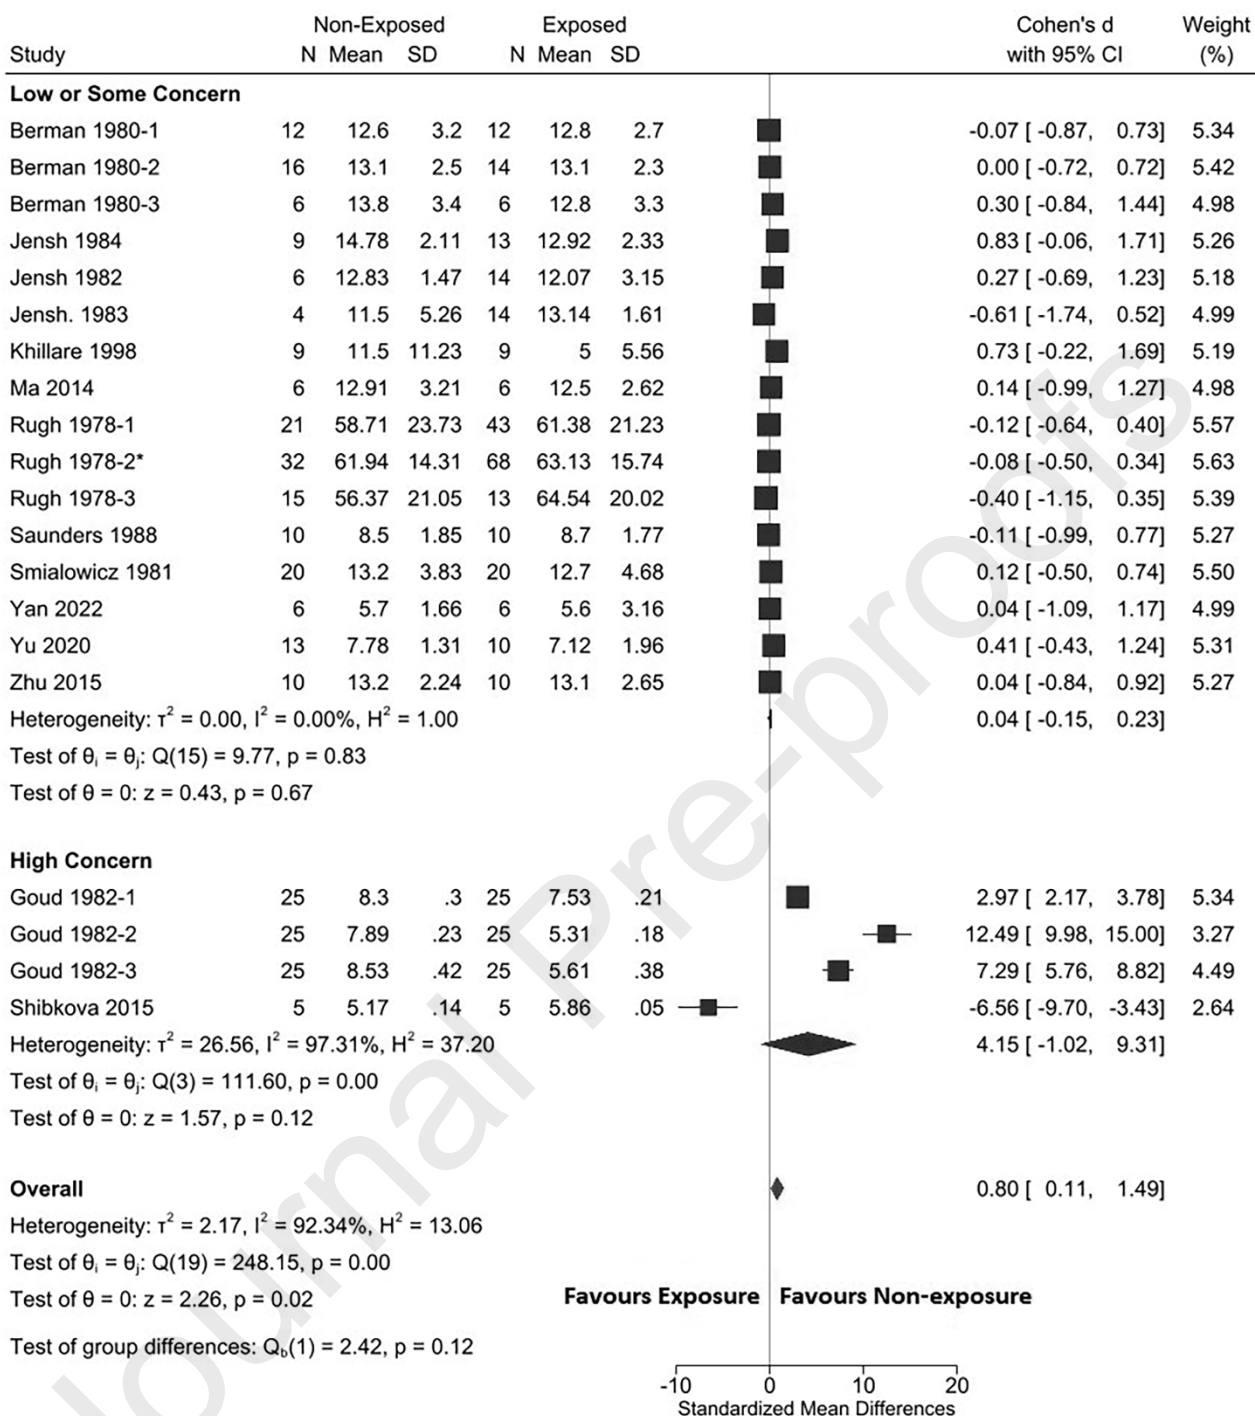 Non-Exposed Exposed Cohen's d Weight
Study N Mean SD N Mean SD with 95% CI (%)
Low or Some Concern
Berman 1980-1 12 12.6 3.2 12 12.8 2.7 -0.07 [ -0.87, 0.73] 5.34
Berman 1980-2 16 13.1 2.5 14 13.1 2.3 0.00 [ -0.72, 0.72] 5.42
Berman 1980-3 6 13.8 3.4 6 12.8 3.3 0.30 [ -0.84, 1.44] 4.98
Jensh 1984 9 14.78 2.11 13 12.92 2.33 0.83 [ -0.06, 1.71] 5.26
Jensh 1982 6 12.83 1.47 14 12.07 3.15 0.27 [ -0.69, 1.23] 5.18
Jensh. 1983 4 11.5 5.26 14 13.14 1.61 -0.61 [ -1.74, 0.52] 4.99
Khillare 1998 9 11.5 11.23 9 5 5.56 0.73 [ -0.22, 1.69] 5.19
Ma 2014 6 12.91 3.21 6 12.5 2.62 0.14 [ -0.99, 1.27] 4.98
Rugh 1978-1 21 58.71 23.73 43 61.38 21.23 -0.12 [ -0.64, 0.40] 5.57
Rugh 1978-2* 32 61.94 14.31 68 63.13 15.74 -0.08 [ -0.50, 0.34] 5.63
Rugh 1978-3 15 56.37 21.05 13 64.54 20.02 -0.40 [ -1.15, 0.35] 5.39
Saunders 1988 10 8.5 1.85 10 8.7 1.77 -0.11 [ -0.99, 0.77] 5.27
Smialowicz 1981 20 13.2 3.83 20 12.7 4.68 0.12 [ -0.50, 0.74] 5.50
Yan 2022 6 5.7 1.66 6 5.6 3.16 0.04 [ -1.09, 1.17] 4.99
Yu 2020 13 7.78 1.31 10 7.12 1.96 0.41 [ -0.43, 1.24] 5.31
Zhu 2015 10 13.2 2.24 10 13.1 2.65 0.04 [ -0.84, 0.92] 5.27
Heterogeneity: τ² = 0.00, I² = 0.00%, H² = 1.00 0.04 [ -0.15, 0.23]
Test of θᵢ = θⱼ: Q(15) = 9.77, p = 0.83
Test of θ = 0: z = 0.43, p = 0.67
High Concern
Goud 1982-1 25 8.3 .3 25 7.53 .21 2.97 [ 2.17, 3.78] 5.34
Goud 1982-2 25 7.89 .23 25 5.31 .18 12.49 [ 9.98, 15.00] 3.27
Goud 1982-3 25 8.53 .42 25 5.61 .38 7.29 [ 5.76, 8.82] 4.49
Shibkova 2015 5 5.17 .14 5 5.86 .05 -6.56 [ -9.70, -3.43] 2.64
Heterogeneity: τ² = 26.56, I² = 97.31%, H² = 37.20 4.15 [ -1.02, 9.31]
Test of θᵢ = θⱼ: Q(3) = 111.60, p = 0.00
Test of θ = 0: z = 1.57, p = 0.12
Overall 0.80 [ 0.11, 1.49]
Heterogeneity: τ² = 2.17, I² = 92.34%, H² = 13.06
Test of θᵢ = θⱼ: Q(19) = 248.15, p = 0.00
Test of θ = 0: z = 2.26, p = 0.02
Favours Exposure Favours Non-exposure
Test of group differences: Q_b(1) = 2.42, p = 0.12
-10 0 10 20
Standardized Mean Differences
Journal Pre-proofs